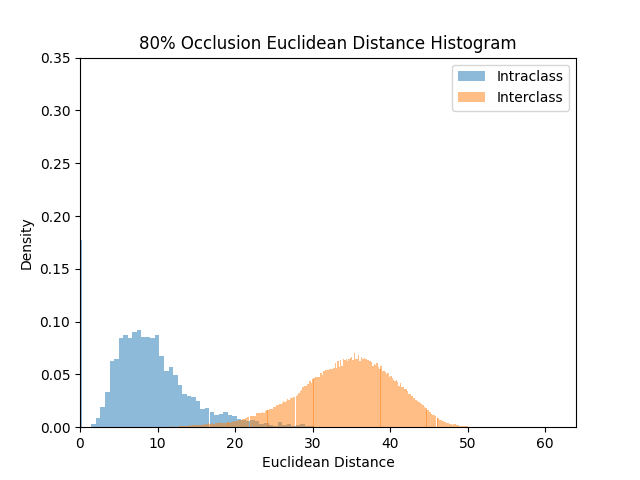 80% Occlusion Euclidean Distance Histogram
0.35
Intraclass
Interclass
0.30
0.25
0.20
Density
0.15
0.10
0.05
0.00
0 10 20 30 40 50 60
Euclidean Distance